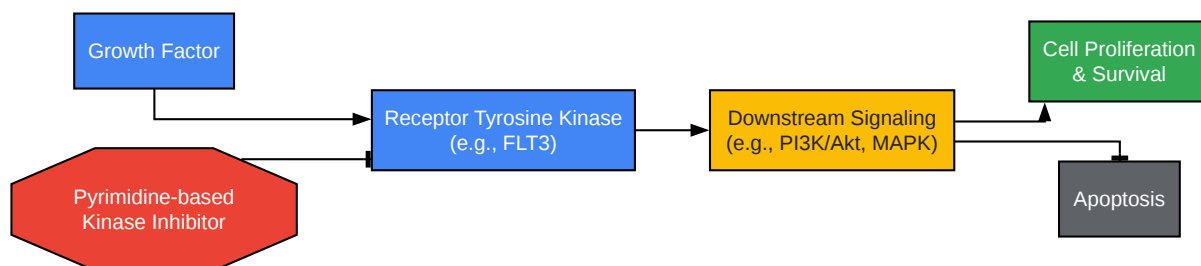 Growth Factor
Pyrimidine-based
Kinase Inhibitor
Receptor Tyrosine Kinase
(e.g., FLT3)
Downstream Signaling
(e.g., PI3K/Akt, MAPK)
Cell Proliferation
& Survival
Apoptosis